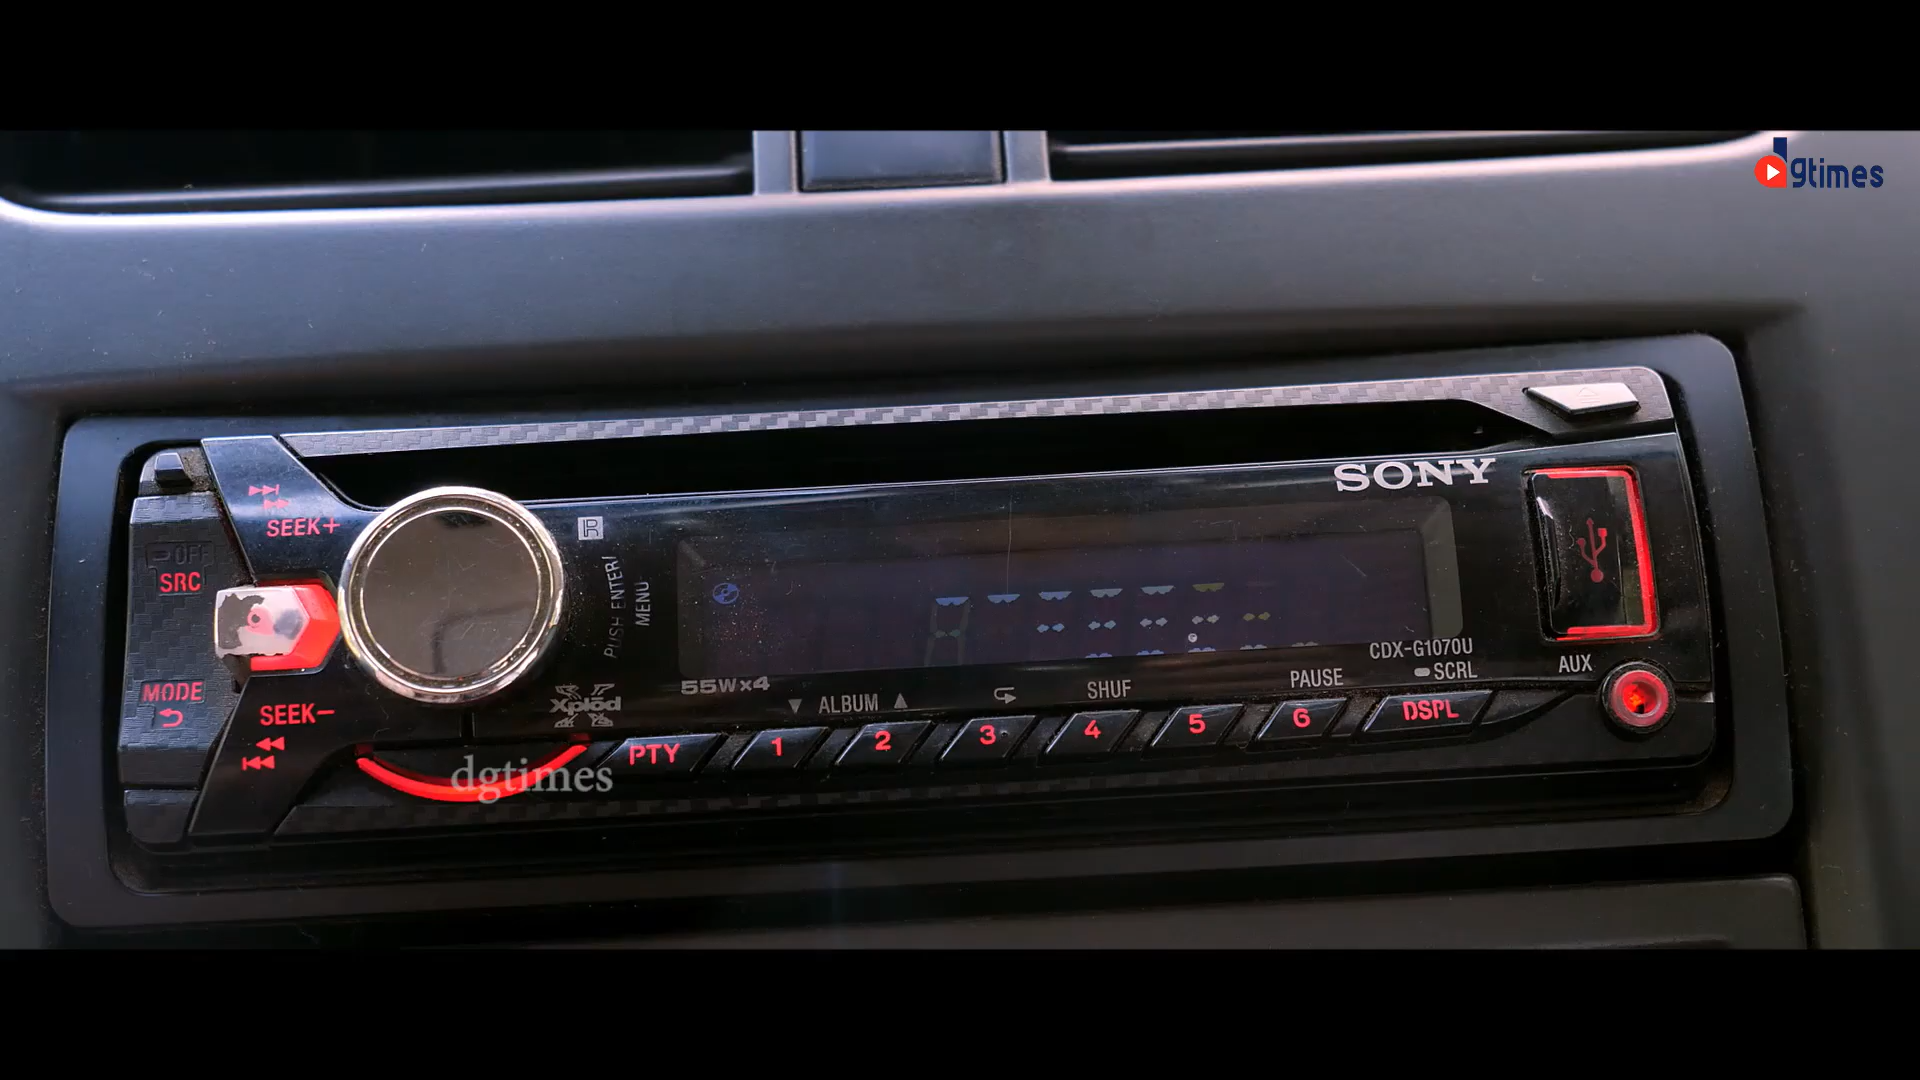 dgtimes
SONY
SEEK+
OFF
SRC
PUSH ENTER/
MENU
MODE
SEEK−
Xplōd
55W×4
CDX-G1070U
SCRL
AUX
▼ ALBUM ▲
SHUF
PAUSE
PTY 1 2 3 4 5 6 DSPL
dgtimes